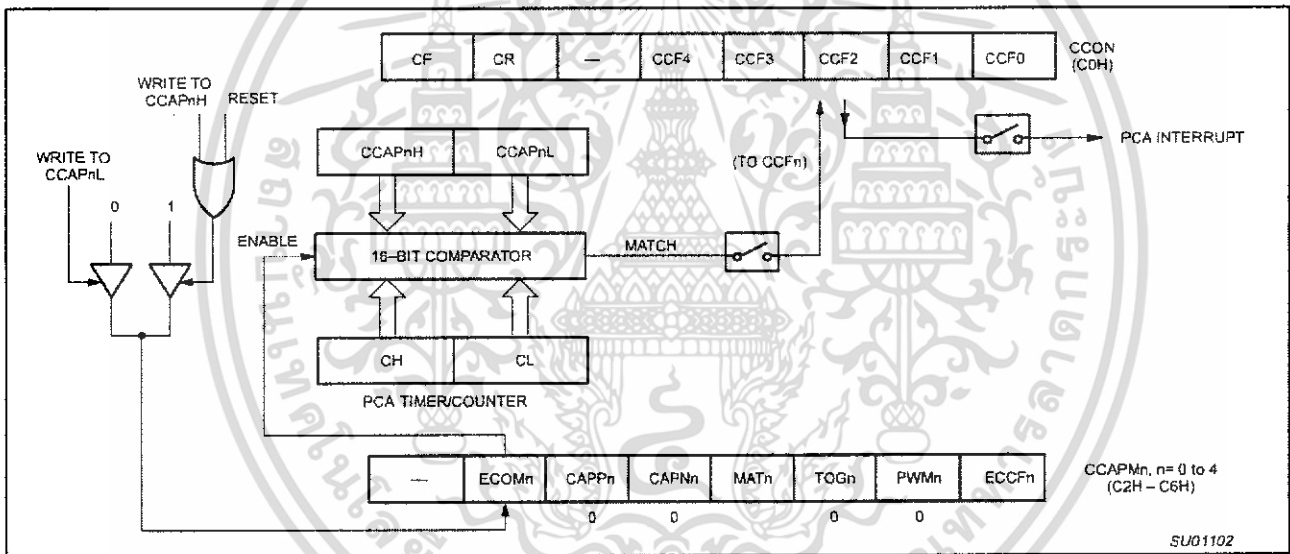 CF CR — CCF4 CCF3 CCF2 CCF1 CCF0
CCON
(C0H)
WRITE TO
CCAPnH
RESET
WRITE TO
CCAPnL
0 1
CCAPnH CCAPnL
(TO CCFn)
PCA INTERRUPT
ENABLE
16–BIT COMPARATOR
MATCH
CH CL
PCA TIMER/COUNTER
— ECOMn CAPPn CAPNn MATn TOGn PWMn ECCFn
CCAPMn, n= 0 to 4
(C2H – C6H)
0 0 0 0
SU01102